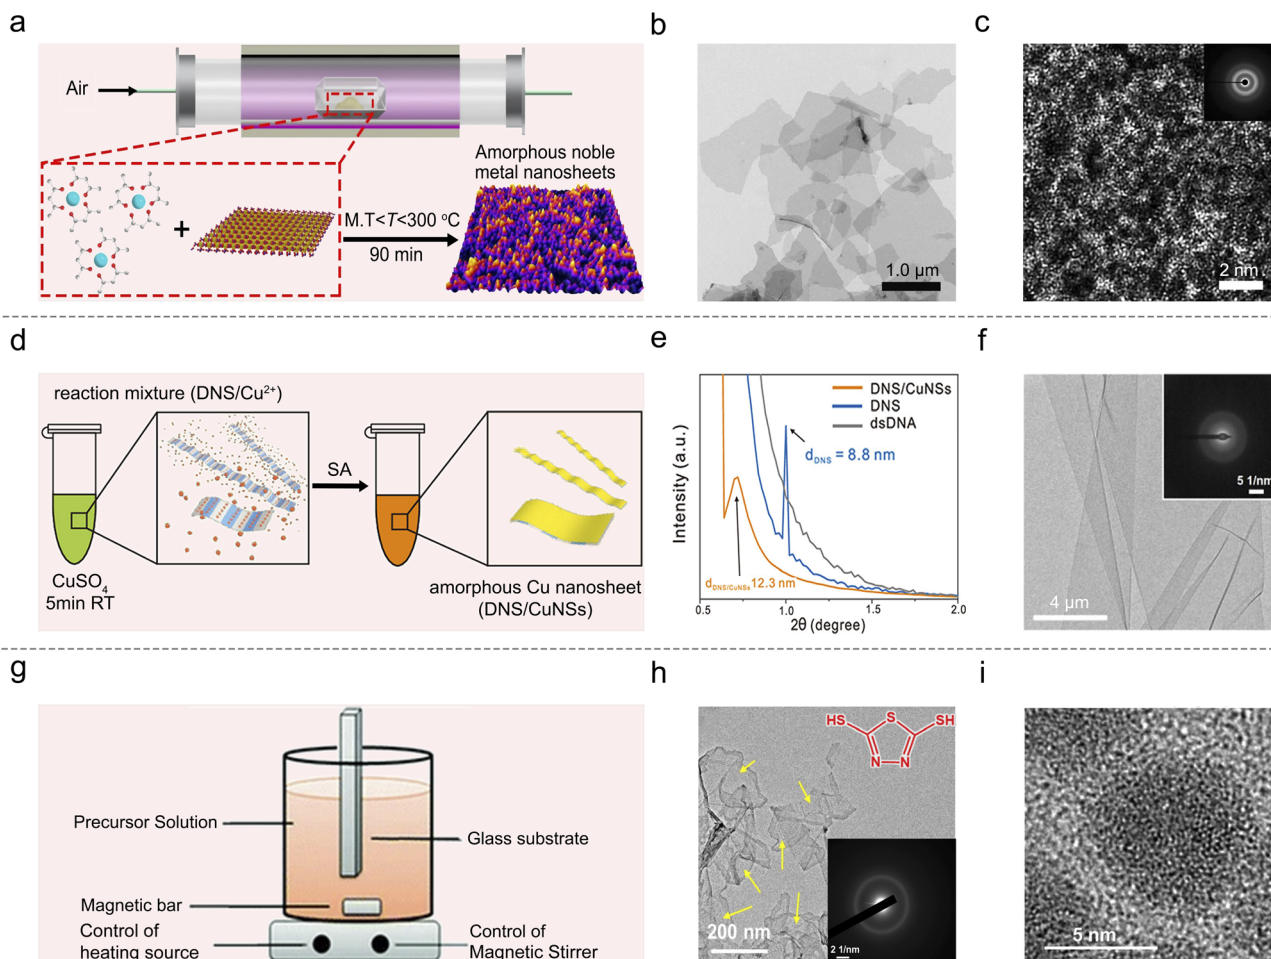 a
Air
Amorphous noble
metal nanosheets
+
M.T<T<300 °C
90 min
b
1.0 μm
c
2 nm
d
reaction mixture (DNS/Cu²⁺)
SA
CuSO₄
5min RT
amorphous Cu nanosheet
(DNS/CuNSs)
e
DNS/CuNSs
DNS
dsDNA
d_DNS = 8.8 nm
d_DNS/CuNSs 12.3 nm
Intensity (a.u.)
0.5 1.0 1.5 2.0
2θ (degree)
f
5 1/nm
4 μm
g
Precursor Solution
Glass substrate
Magnetic bar
Control of
heating source
Control of
Magnetic Stirrer
h
HS S SH
N N
200 nm
2 1/nm
i
5 nm